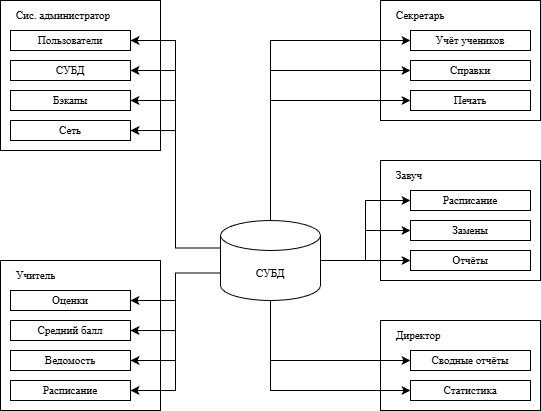 Сис. администратор
Пользователи
СУБД
Бэкапы
Сеть
Секретарь
Учёт учеников
Справки
Печать
Завуч
Расписание
Замены
Отчёты
СУБД
Учитель
Оценки
Средний балл
Ведомость
Расписание
Директор
Сводные отчёты
Статистика